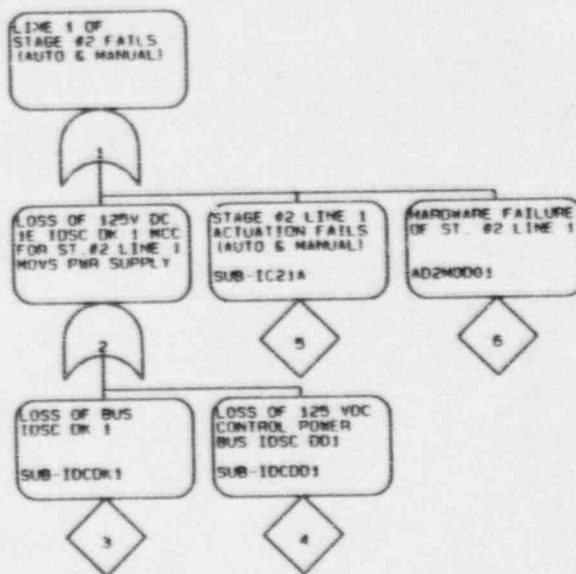 LINE 1 OF
STAGE #2 FAILS
(AUTO & MANUAL)
1
LOSS OF 125V DC
1E IDSC DK 1 MCC
FOR ST.#2 LINE 1
MOVS PWR SUPPLY
STAGE #2 LINE 1
ACTUATION FAILS
(AUTO & MANUAL)
SUB-IC21A
HARDWARE FAILURE
OF ST. #2 LINE 1
AD2MOD01
2
5
6
LOSS OF BUS
IDSC DK 1
SUB-IDCDK1
LOSS OF 125 VDC
CONTROL POWER
BUS IDSC DD1
SUB-IDCDD1
3
4